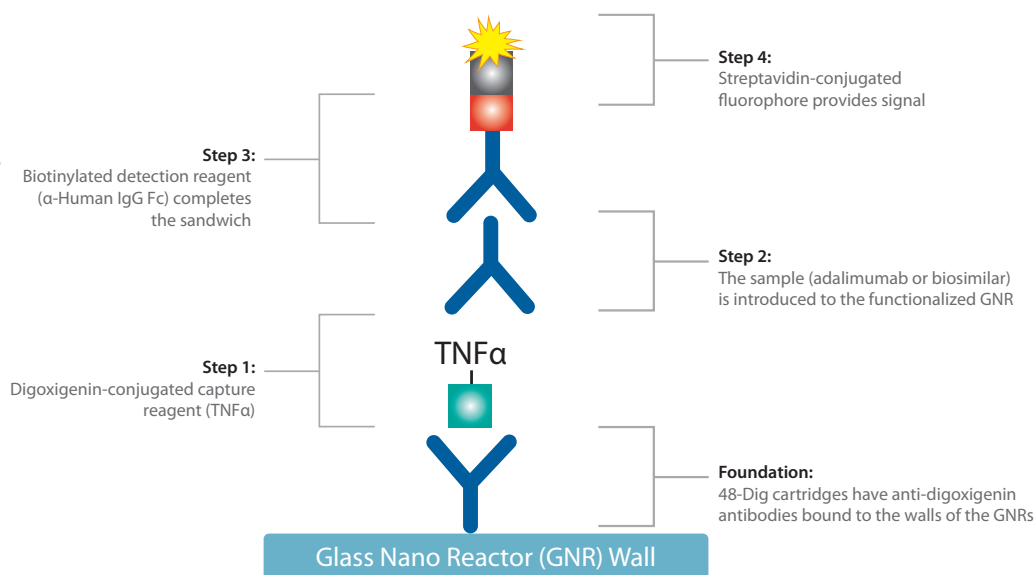 Step 4:
Streptavidin-conjugated
fluorophore provides signal
Step 3:
Biotinylated detection reagent
(α-Human IgG Fc) completes
the sandwich
Step 2:
The sample (adalimumab or biosimilar)
is introduced to the functionalized GNR
TNFα
Step 1:
Digoxigenin-conjugated capture
reagent (TNFα)
Foundation:
48-Dig cartridges have anti-digoxigenin
antibodies bound to the walls of the GNRs
Glass Nano Reactor (GNR) Wall